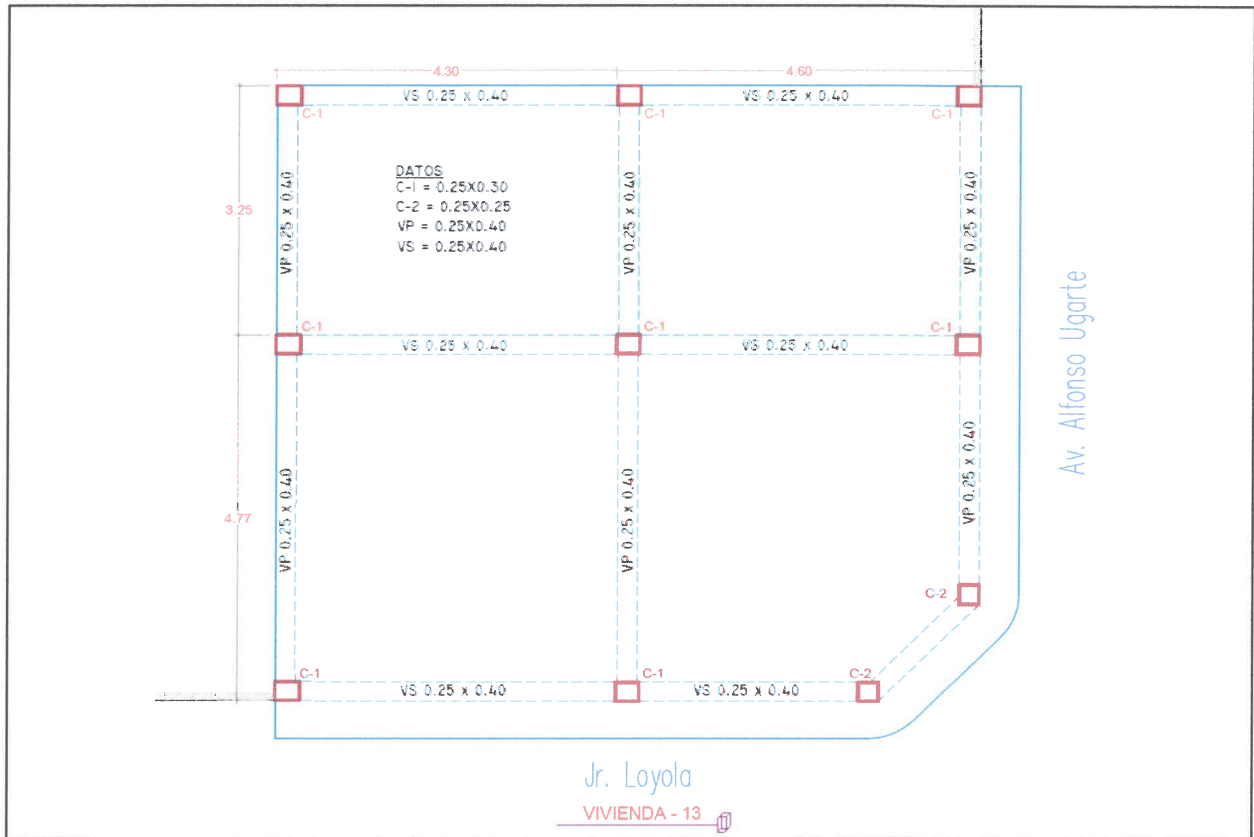 4.30
4.60
VS 0.25 x 0.40
VS 0.25 x 0.40
C-1
C-1
C-1
DATOS
C-1 = 0.25X0.30
C-2 = 0.25X0.25
VP = 0.25X0.40
VS = 0.25X0.40
VP 0.25 x 0.40
VP 0.25 x 0.40
VP 0.25 x 0.40
3.25
C-1
C-1
C-1
VS 0.25 x 0.40
VS 0.25 x 0.40
Av. Alfonso Ugarte
4.77
VP 0.25 x 0.40
VP 0.25 x 0.40
VP 0.25 x 0.40
C-2
C-1
C-1
C-2
VS 0.25 x 0.40
VS 0.25 x 0.40
Jr. Loyola
VIVIENDA - 13